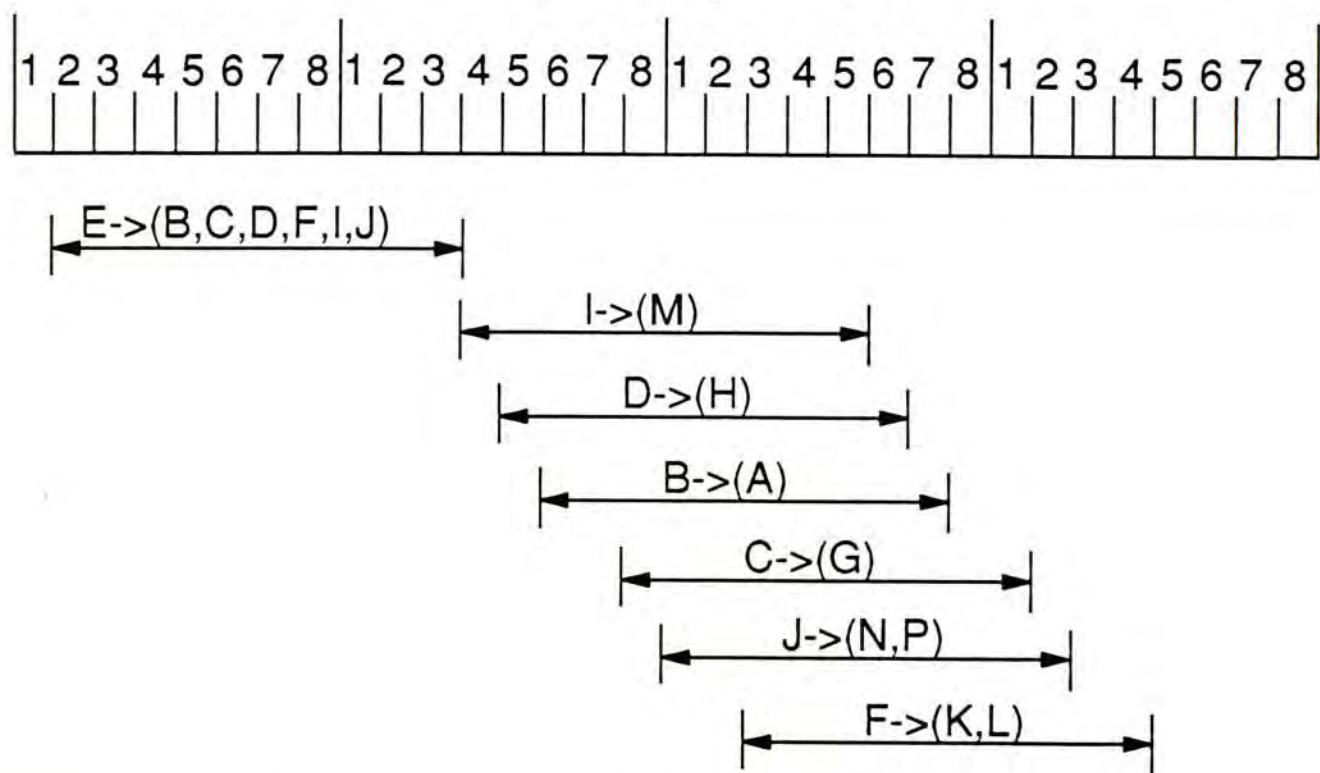 1 2 3 4 5 6 7 8 1 2 3 4 5 6 7 8 1 2 3 4 5 6 7 8 1 2 3 4 5 6 7 8
E->(B,C,D,F,I,J)
I->(M)
D->(H)
B->(A)
C->(G)
J->(N,P)
F->(K,L)